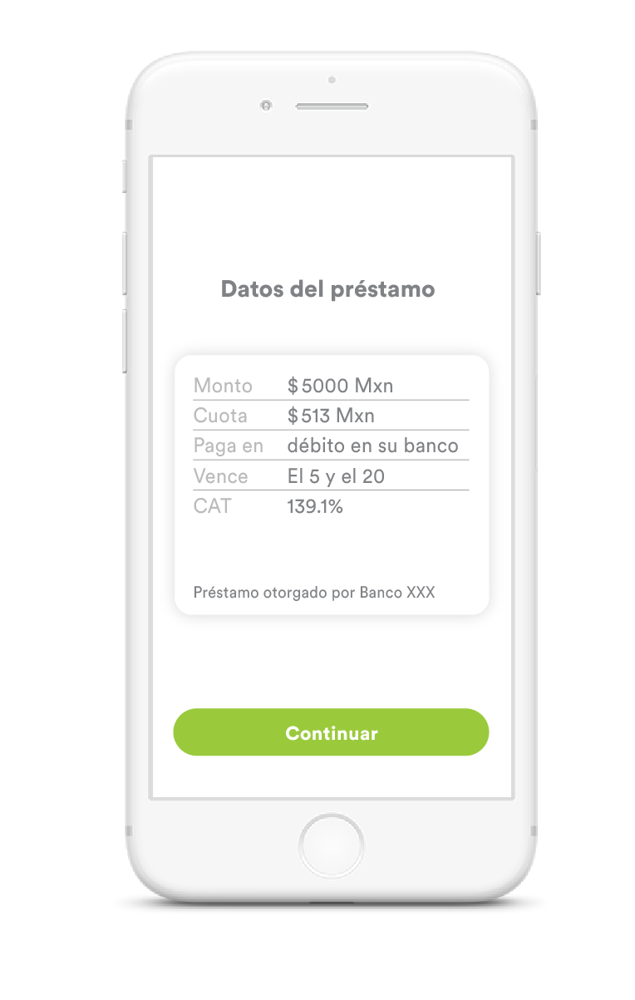 Datos del préstamo
Monto $5000 Mxn
Cuota $513 Mxn
Paga en débito en su banco
Vence El 5 y el 20
CAT 139.1%
Préstamo otorgado por Banco XXX
Continuar